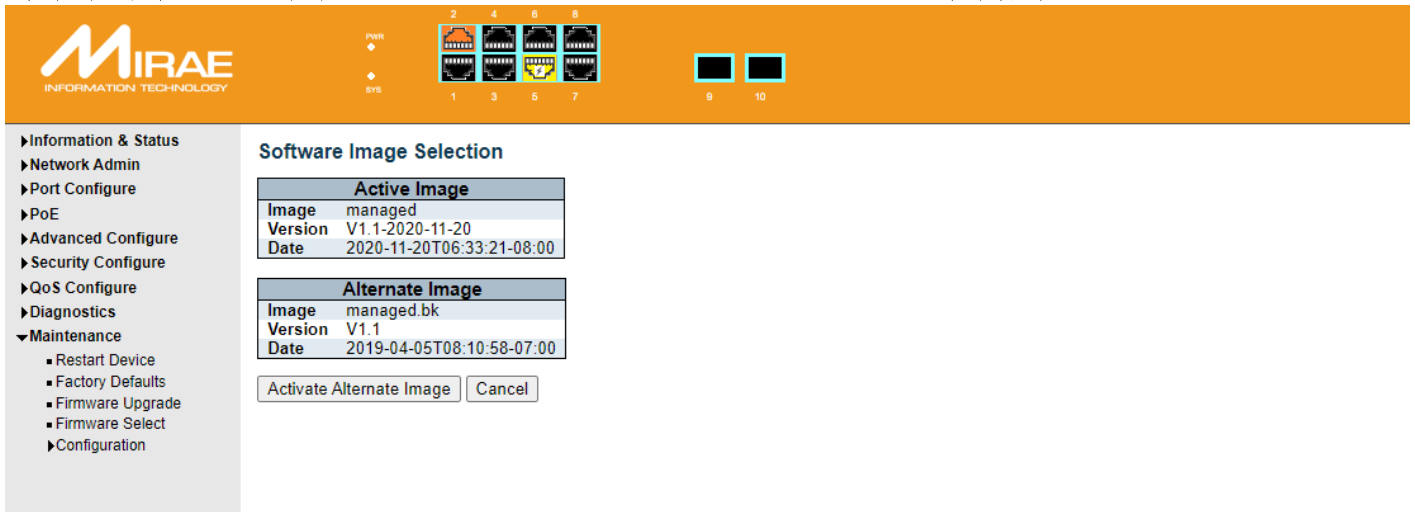 MIRAE
INFORMATION TECHNOLOGY
PWR
SYS
2 4 6 8
1 3 5 7
9 10
Information & Status
Network Admin
Port Configure
PoE
Advanced Configure
Security Configure
QoS Configure
Diagnostics
Maintenance
Restart Device
Factory Defaults
Firmware Upgrade
Firmware Select
Configuration
Software Image Selection
Active Image
Image managed
Version V1.1-2020-11-20
Date 2020-11-20T06:33:21-08:00
Alternate Image
Image managed.bk
Version V1.1
Date 2019-04-05T08:10:58-07:00
Activate Alternate Image Cancel